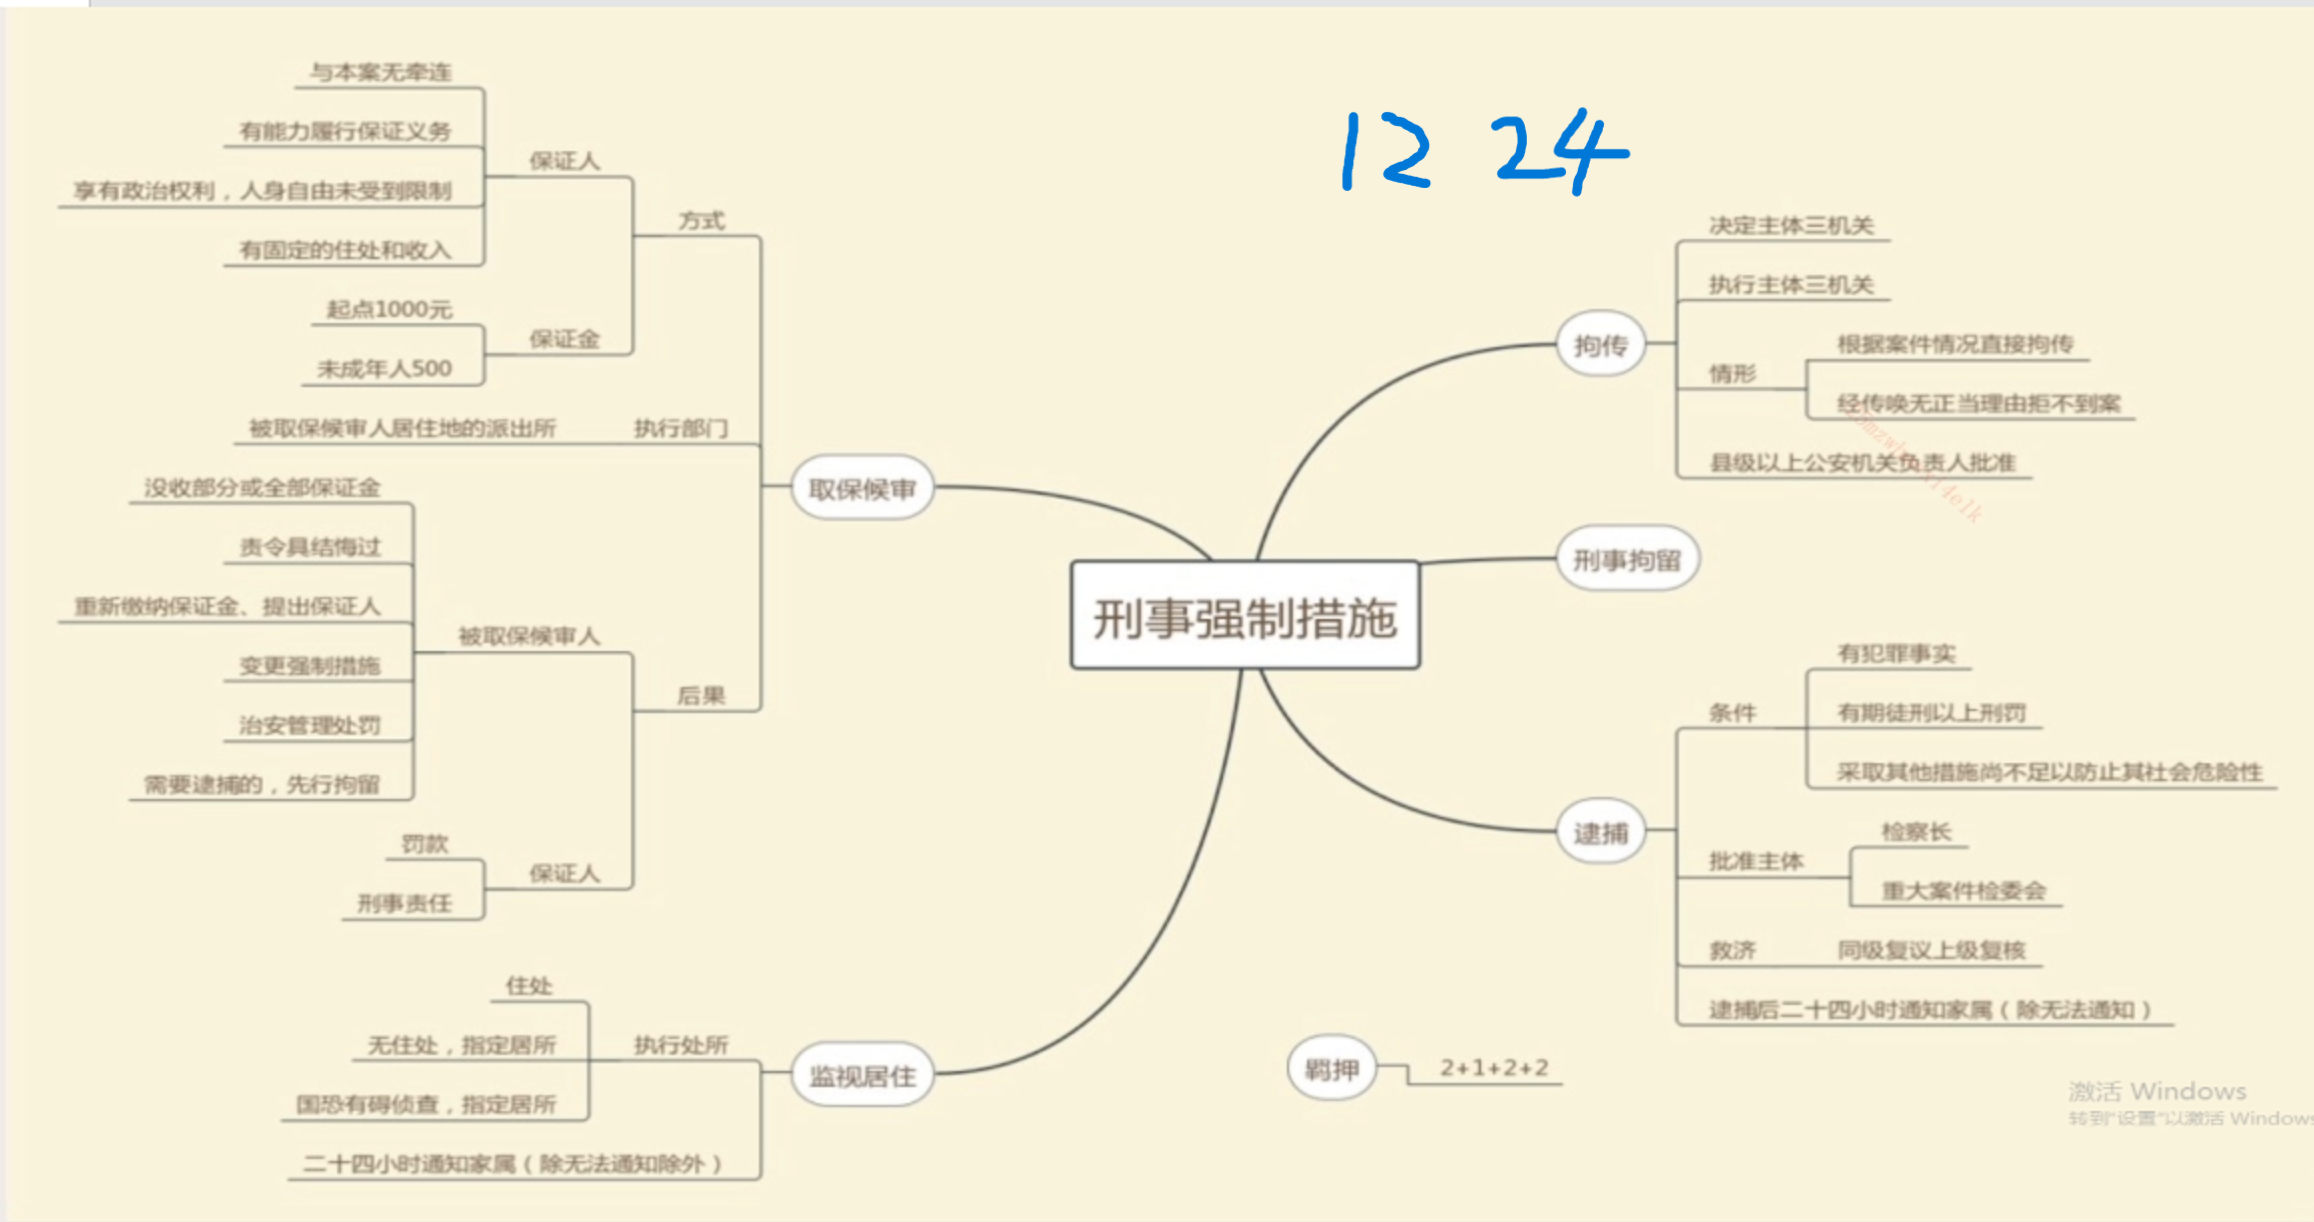 12 24
刑事强制措施
拘传
决定主体三机关
执行主体三机关
情形
根据案件情况直接拘传
经传唤无正当理由拒不到案
县级以上公安机关负责人批准
刑事拘留
逮捕
条件
有犯罪事实
有期徒刑以上刑罚
采取其他措施尚不足以防止其社会危险性
批准主体
检察长
重大案件检委会
救济
同级复议上级复核
逮捕后二十四小时通知家属（除无法通知）
羁押
2+1+2+2
取保候审
方式
保证人
与本案无牵连
有能力履行保证义务
享有政治权利，人身自由未受到限制
有固定的住处和收入
保证金
起点1000元
未成年人500
执行部门
被取保候审人居住地的派出所
后果
被取保候审人
没收部分或全部保证金
责令具结悔过
重新缴纳保证金、提出保证人
变更强制措施
治安管理处罚
需要逮捕的，先行拘留
保证人
罚款
刑事责任
监视居住
执行处所
住处
无住处，指定居所
国恐有碍侦查，指定居所
二十四小时通知家属（除无法通知除外）
激活 Windows
转到"设置"以激活 Windows